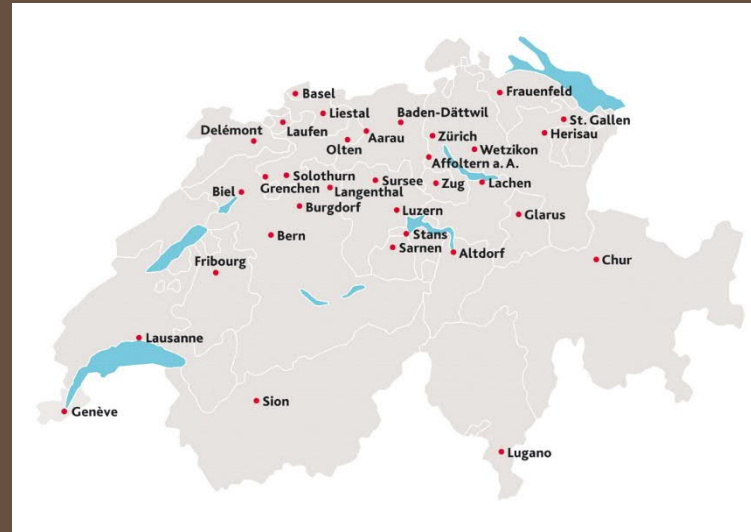 Basel
Frauenfeld
Liestal
Baden-Dättwil
St. Gallen
Delémont
Laufen
Aarau
Zürich
Herisau
Olten
Wetzikon
Affoltern a. A.
Solothurn
Sursee
Zug
Lachen
Grenchen
Langenthal
Biel
Burgdorf
Luzern
Glarus
Bern
Stans
Sarnen
Altdorf
Fribourg
Chur
Lausanne
Sion
Genève
Lugano